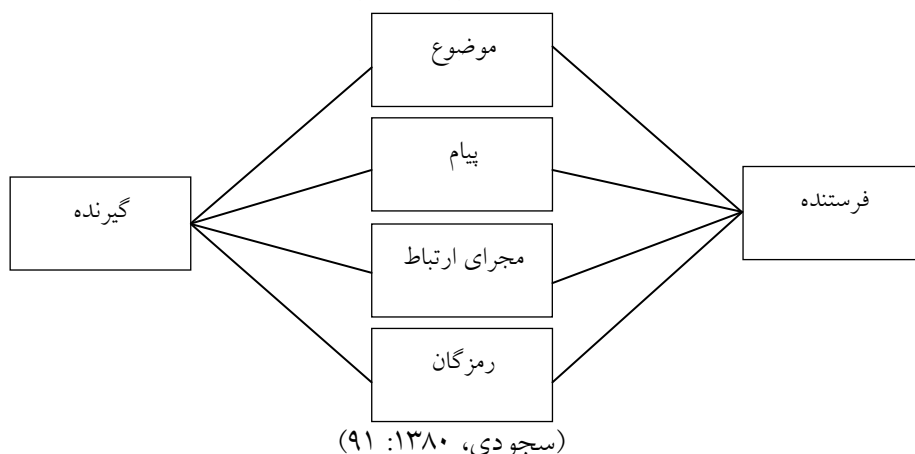 موضوع
پیام
فرستنده
گیرنده
مجرای ارتباط
رمزگان
(سجودی، ۱۳۸۰: ۹۱)